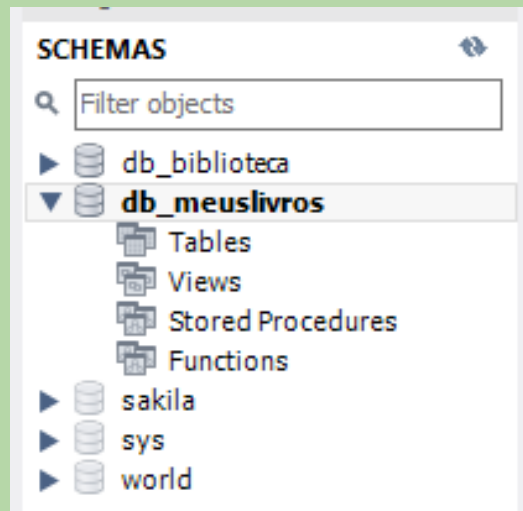 SCHEMAS
Filter objects
db_biblioteca
db_meuslivros
Tables
Views
Stored Procedures
Functions
sakila
sys
world